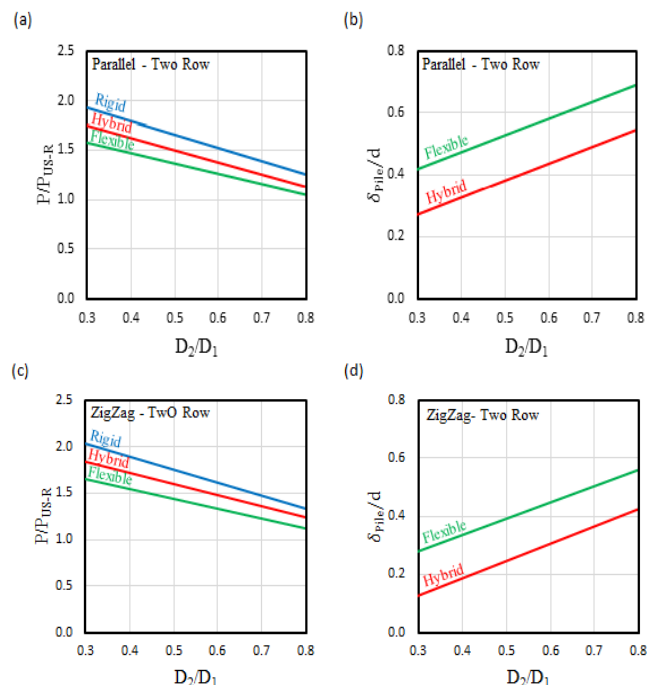 (a)
(b)
2.5
2.0
1.5
1.0
0.5
0.0
P/P_US-R
Parallel - Two Row
Rigid
Hybrid
Flexible
0.3 0.4 0.5 0.6 0.7 0.8
D2/D1
0.8
0.6
0.4
0.2
0.0
δPile/d
Parallel - Two Row
Flexible
Hybrid
0.3 0.4 0.5 0.6 0.7 0.8
D2/D1
(c)
(d)
2.5
2.0
1.5
1.0
0.5
0.0
P/P_US-R
ZigZag - TwO Row
Rigid
Hybrid
Flexible
0.3 0.4 0.5 0.6 0.7 0.8
D2/D1
0.8
0.6
0.4
0.2
0.0
δPile/d
ZigZag- Two Row
Flexible
Hybrid
0.3 0.4 0.5 0.6 0.7 0.8
D2/D1